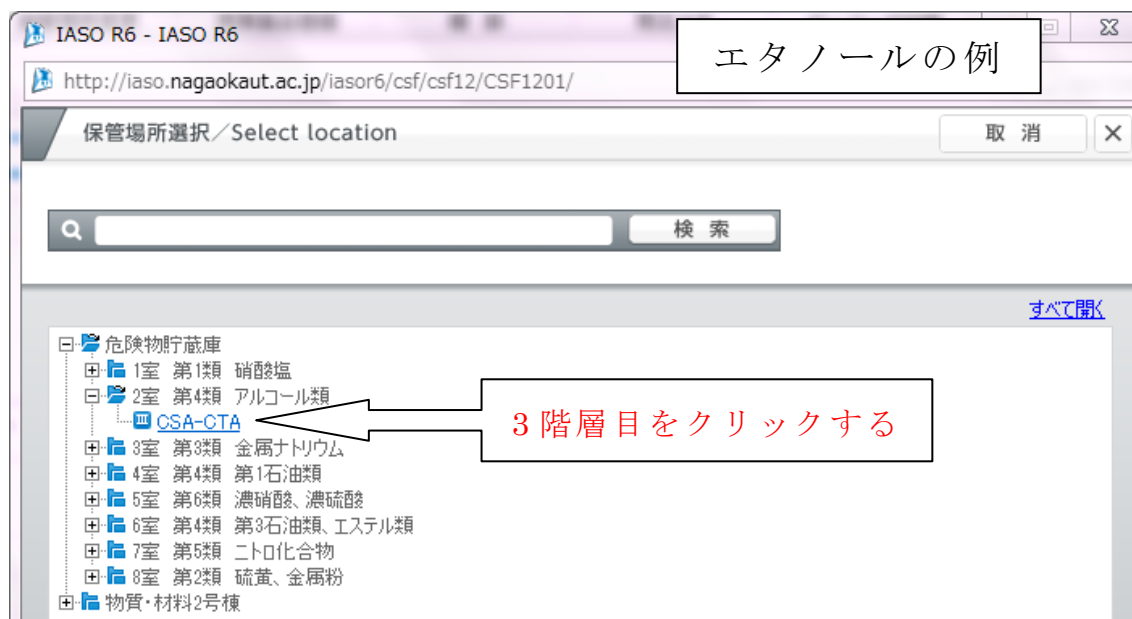 IASO R6 - IASO R6
エタノールの例
http://iaso.nagaokaut.ac.jp/iasor6/csf/csf12/CSF1201/
保管場所選択／Select location
取 消
検 索
すべて開く
危険物貯蔵庫
1室 第1類 硝酸塩
2室 第4類 アルコール類
CSA-CTA
3階層目をクリックする
3室 第3類 金属ナトリウム
4室 第4類 第1石油類
5室 第6類 濃硝酸、濃硫酸
6室 第4類 第3石油類、エステル類
7室 第5類 ニトロ化合物
8室 第2類 硫黄、金属粉
物質・材料2号棟